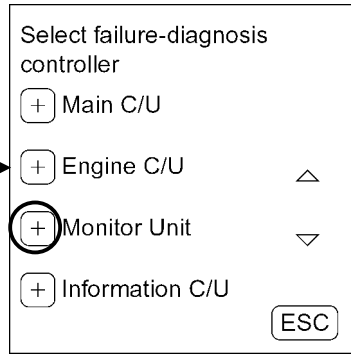 Select failure-diagnosis
controller
+ Main C/U
+ Engine C/U
+ Monitor Unit
+ Information C/U
ESC